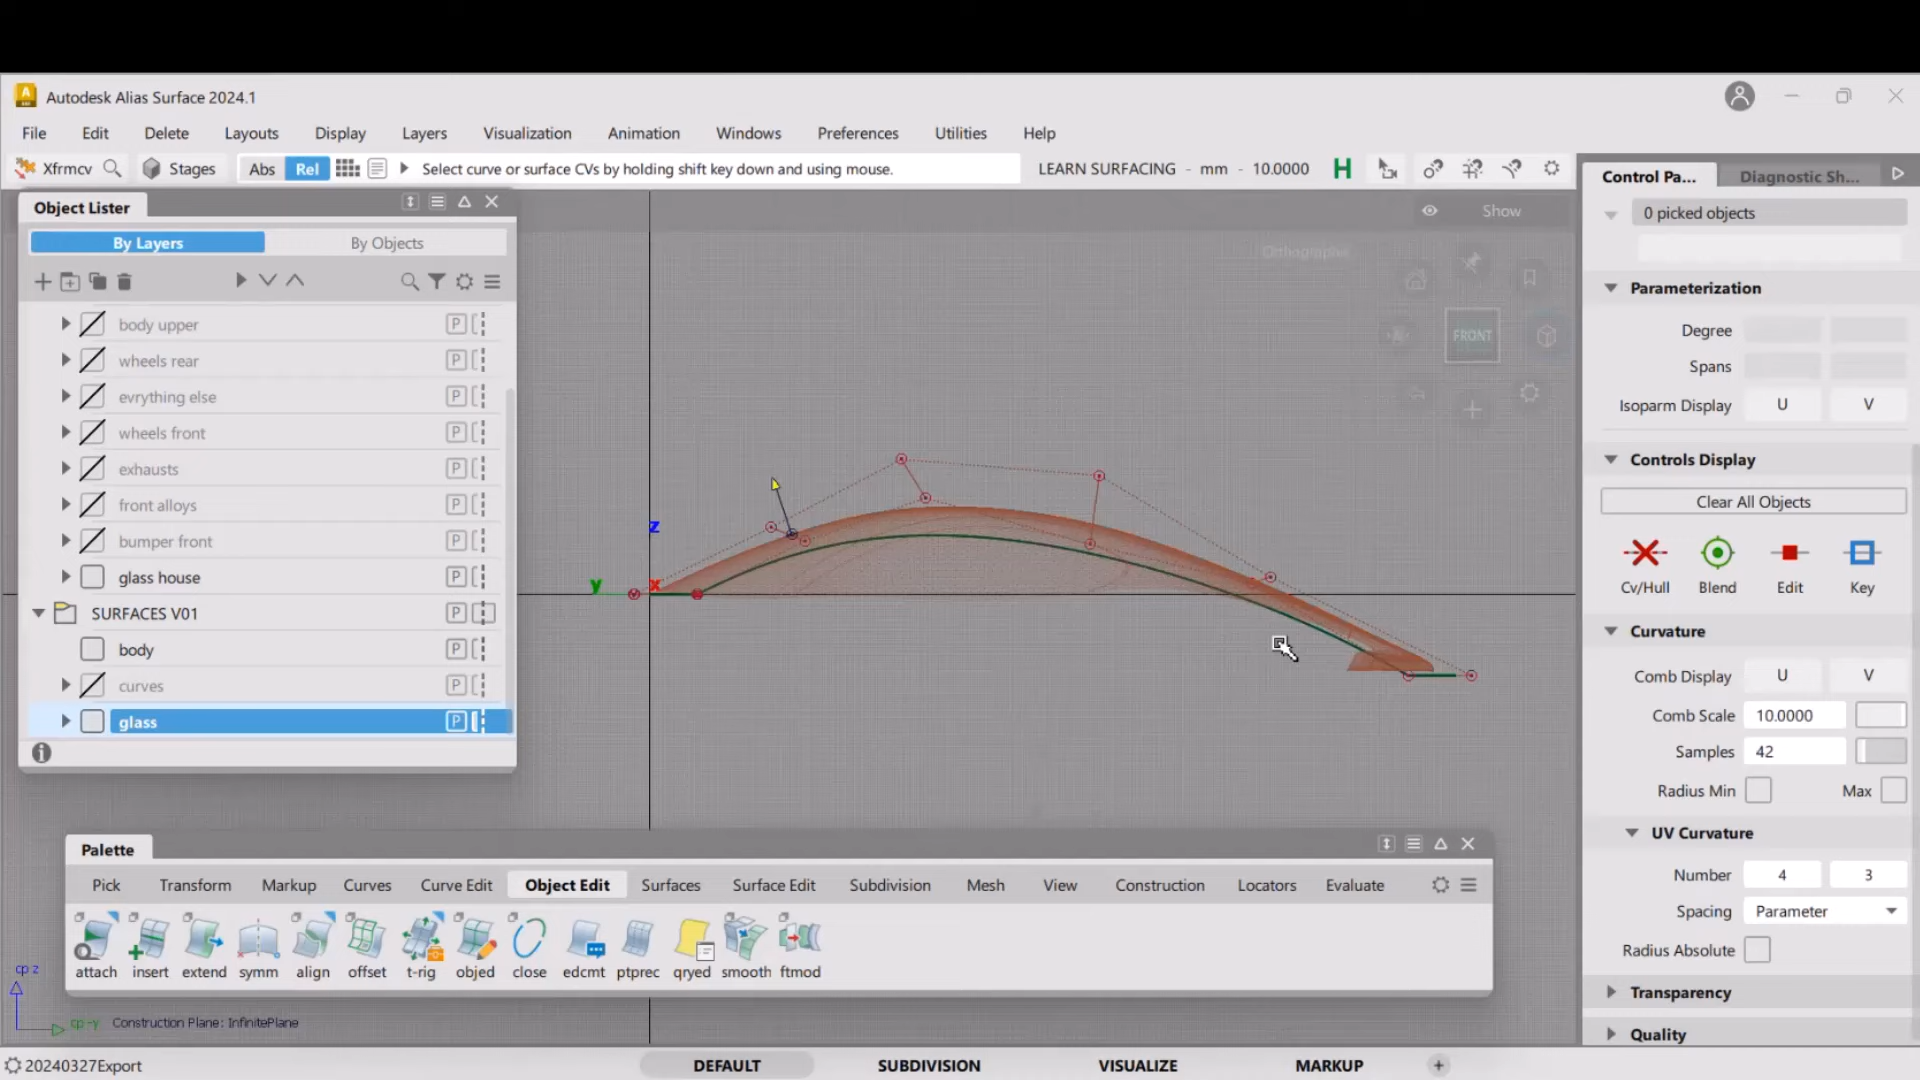 Autodesk Alias Surface 2024.1
File Edit Delete Layouts Display Layers Visualization Animation Windows Preferences Utilities Help
Xfrmcv Stages Abs Rel Select curve or surface CVs by holding shift key down and using mouse. LEARN SURFACING - mm - 10.0000 H
Control Pa... Diagnostic Sh...
Object Lister
Show
0 picked objects
By Layers By Objects
Orthographic
FRONT
body upper P
wheels rear P
evrything else P
wheels front P
exhausts P
front alloys P
bumper front P
glass house P
SURFACES V01 P
body P
curves P
glass P
z
y
x
Parameterization
Degree
Spans
Isoparm Display U V
Controls Display
Clear All Objects
Cv/Hull Blend Edit Key
Curvature
Comb Display U V
Comb Scale 10.0000
Samples 42
Radius Min Max
UV Curvature
Number 4 3
Spacing Parameter
Radius Absolute
Transparency
Quality
Palette
Pick Transform Markup Curves Curve Edit Object Edit Surfaces Surface Edit Subdivision Mesh View Construction Locators Evaluate
attach insert extend symm align offset t-rig objed close edcmt ptprec qryed smooth ftmod
cp z
cp -y Construction Plane: InfinitePlane
20240327Export
DEFAULT SUBDIVISION VISUALIZE MARKUP